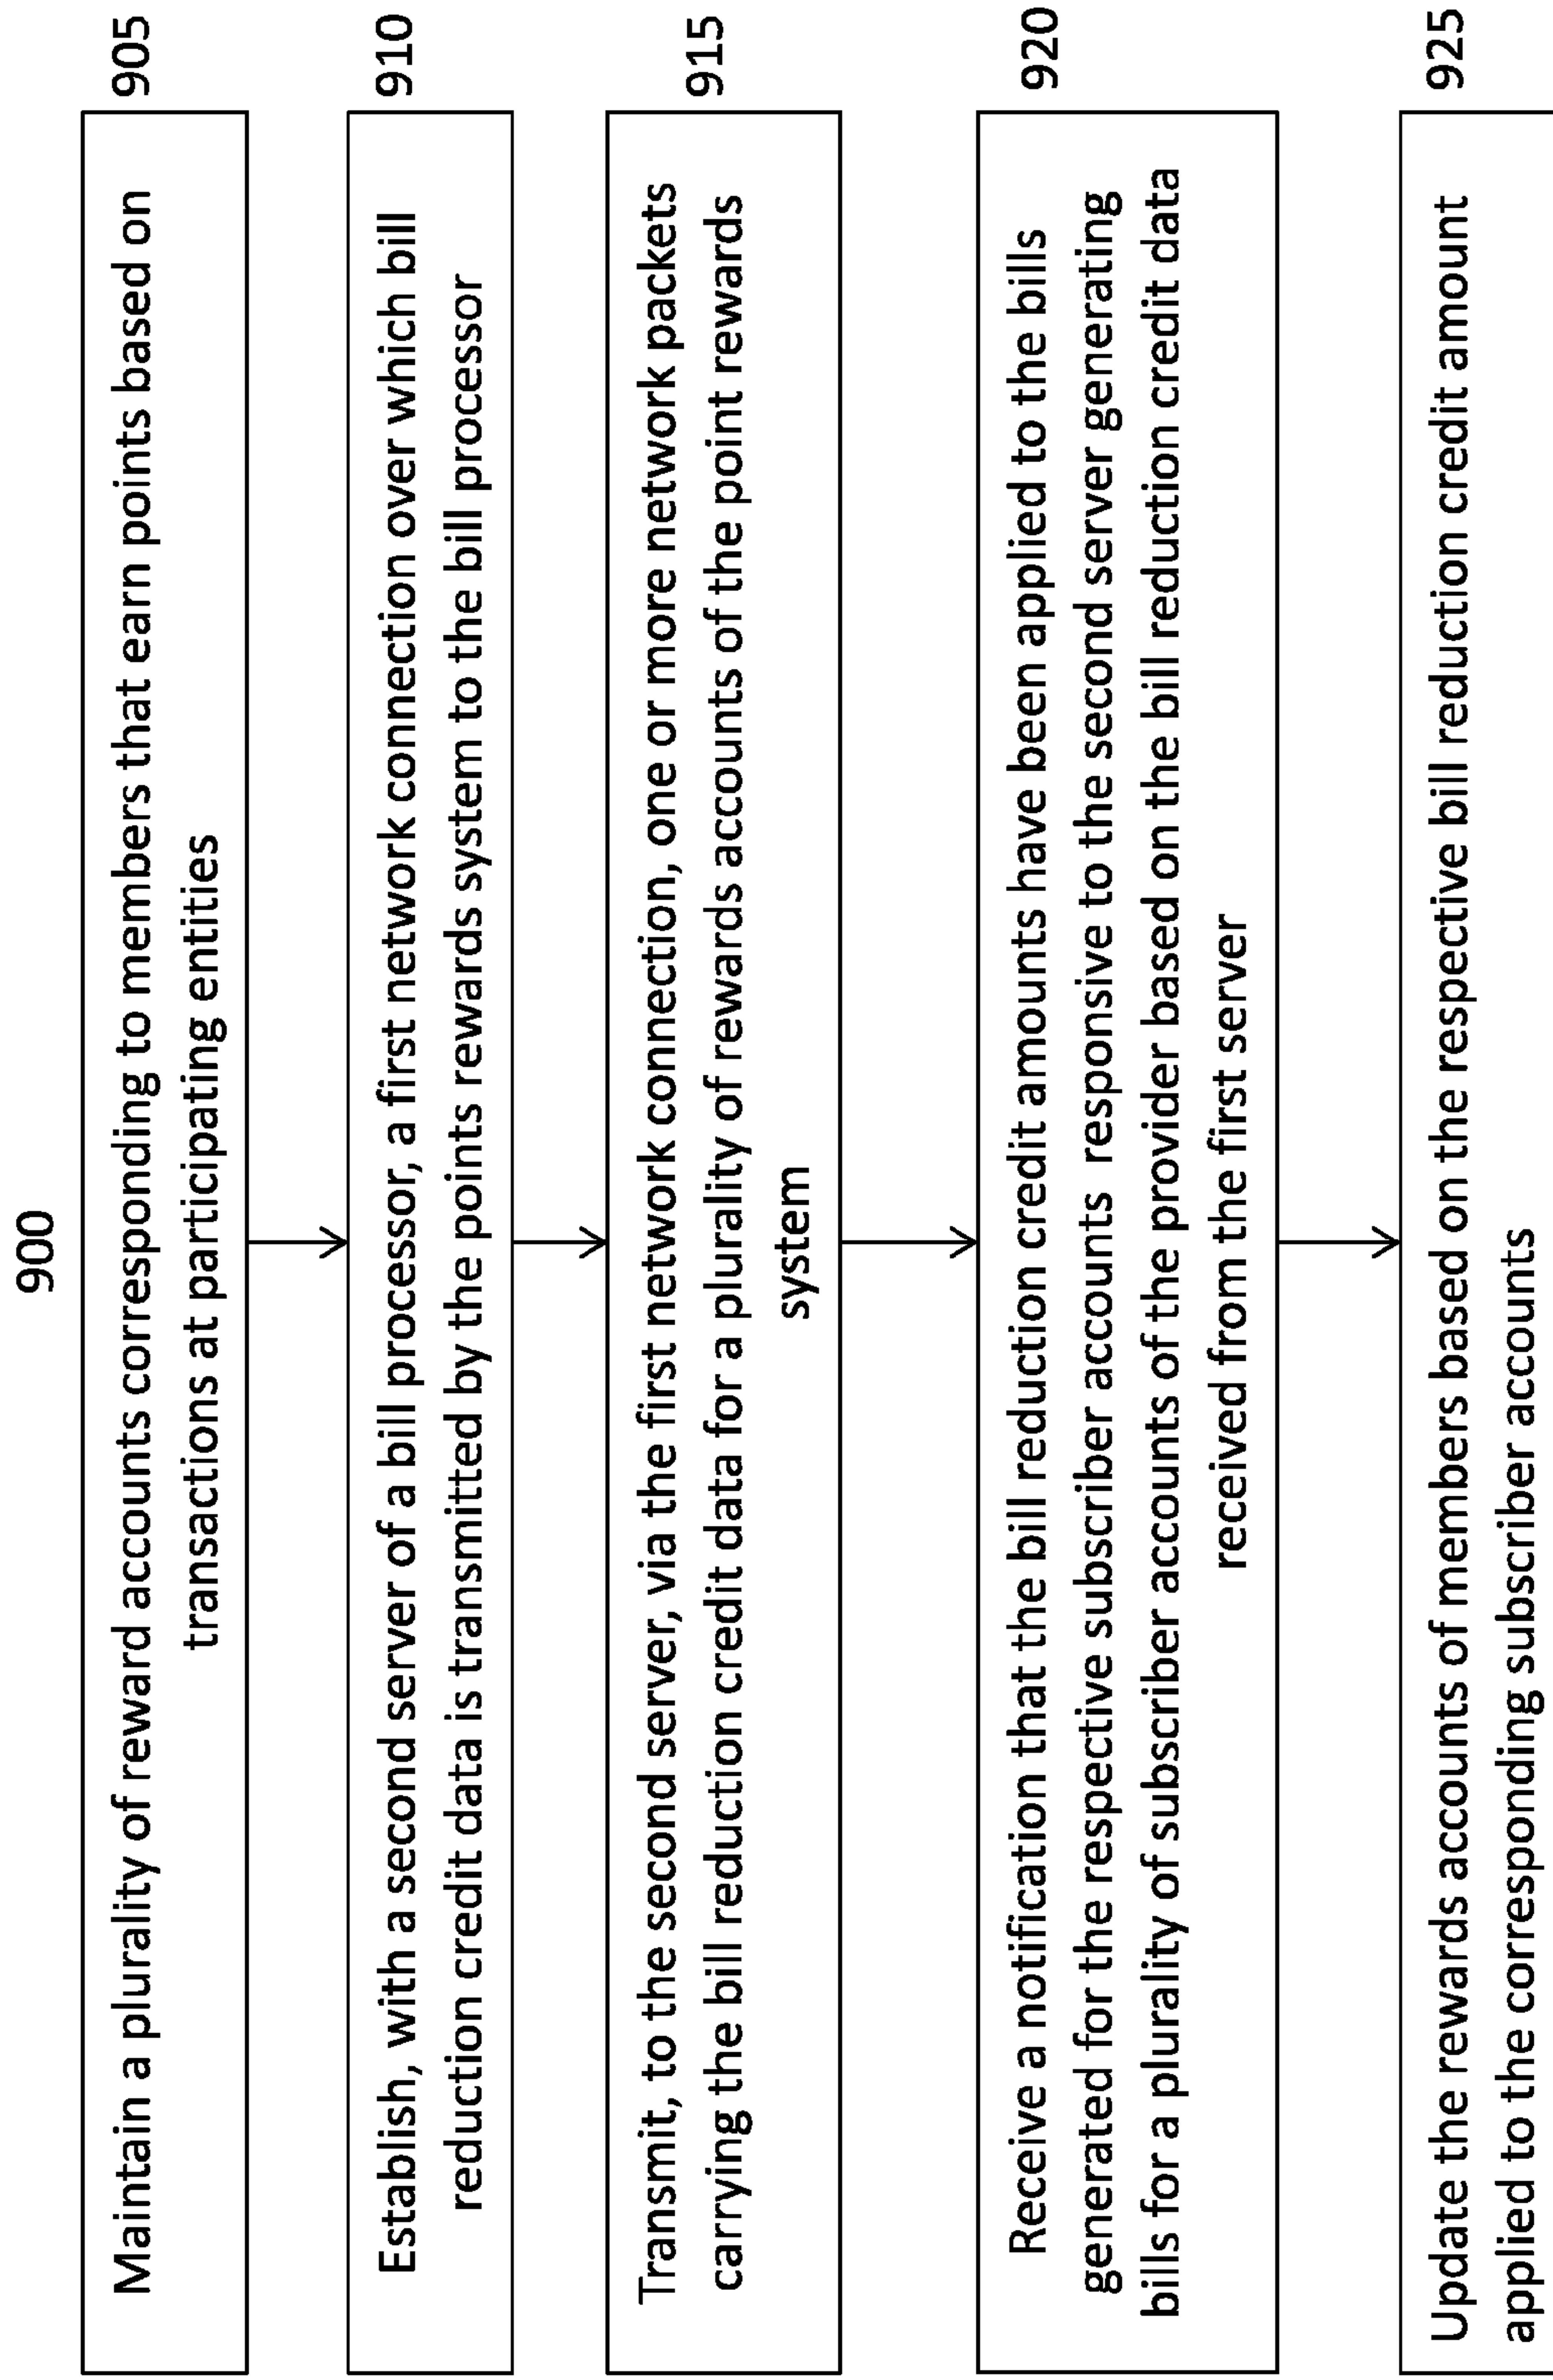 900
Maintain a plurality of reward accounts corresponding to members that earn points based on
transactions at participating entities
905
Establish, with a second server of a bill processor, a first network connection over which bill
reduction credit data is transmitted by the points rewards system to the bill processor
910
Transmit, to the second server, via the first network connection, one or more network packets
carrying the bill reduction credit data for a plurality of rewards accounts of the point rewards
system
915
Receive a notification that the bill reduction credit amounts have been applied to the bills
generated for the respective subscriber accounts responsive to the second server generating
bills for a plurality of subscriber accounts of the provider based on the bill reduction credit data
received from the first server
920
Update the rewards accounts of members based on the respective bill reduction credit amount
applied to the corresponding subscriber accounts
925